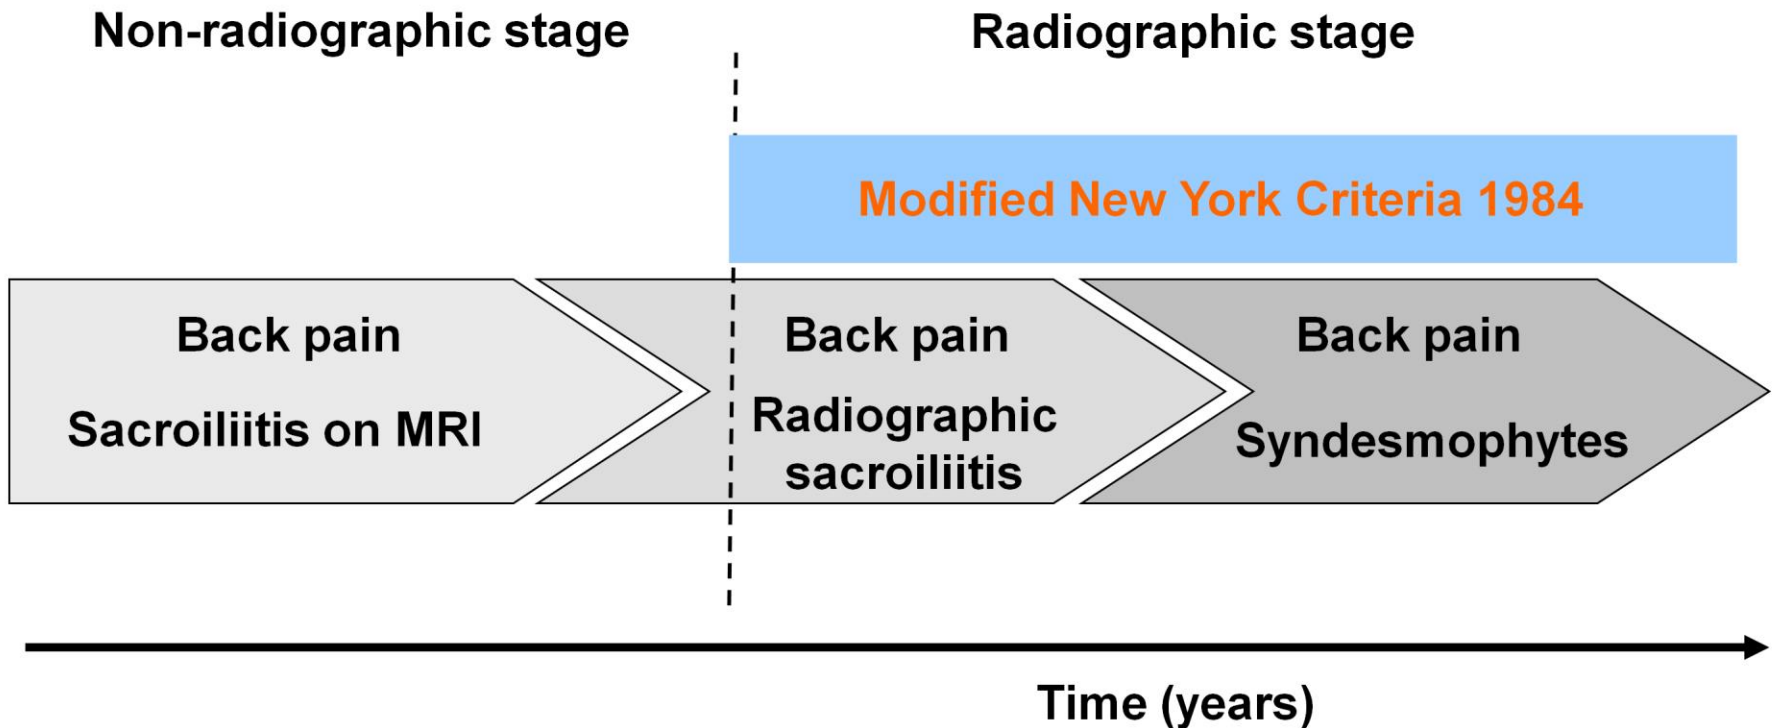 Non-radiographic stage
Radiographic stage
Modified New York Criteria 1984
Back pain
Sacroiliitis on MRI
Back pain
Radiographic
sacroiliitis
Back pain
Syndesmophytes
Time (years)